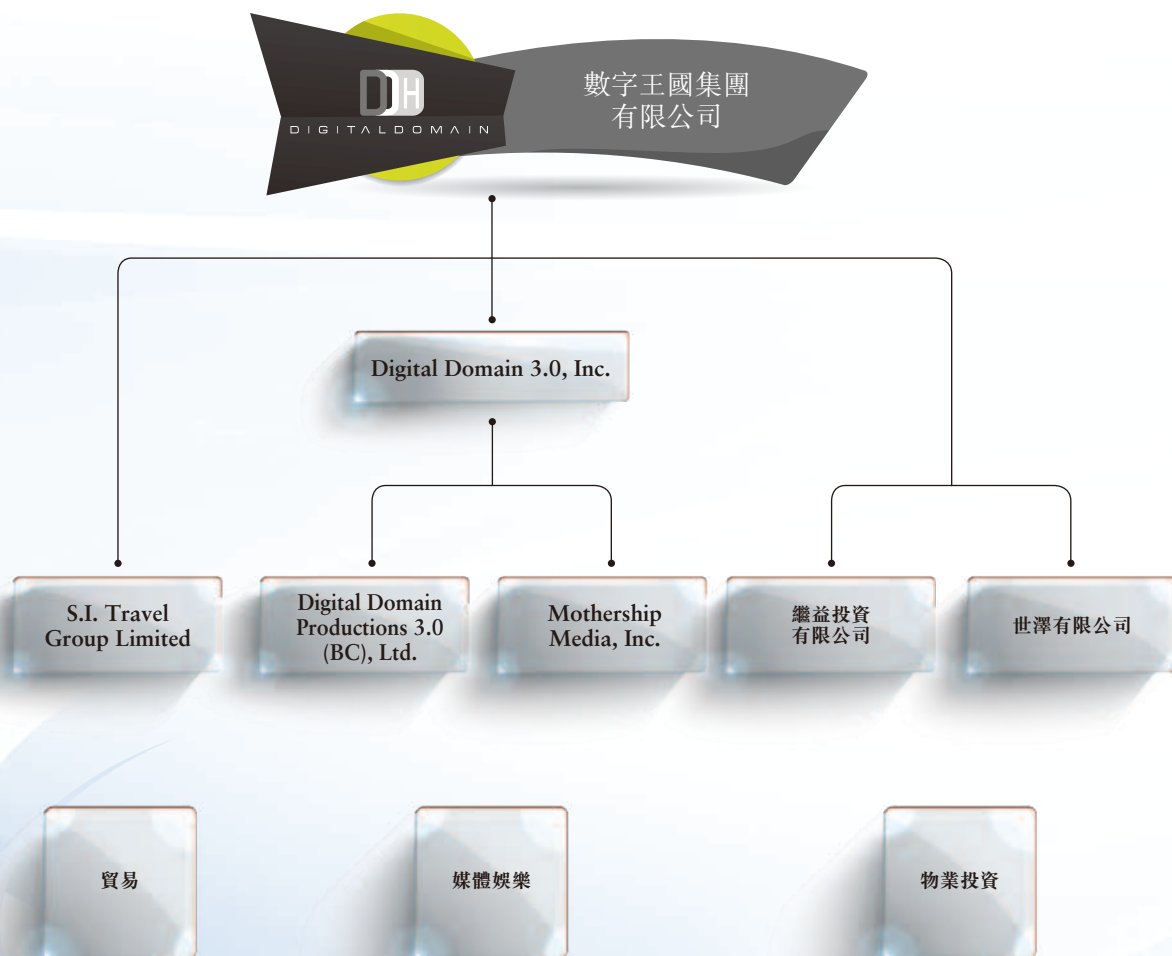 DDH
DIGITALDOMAIN
數字王國集團
有限公司
Digital Domain 3.0, Inc.
S.I. Travel
Group Limited
Digital Domain
Productions 3.0
(BC), Ltd.
Mothership
Media, Inc.
繼益投資
有限公司
世澤有限公司
貿易
媒體娛樂
物業投資